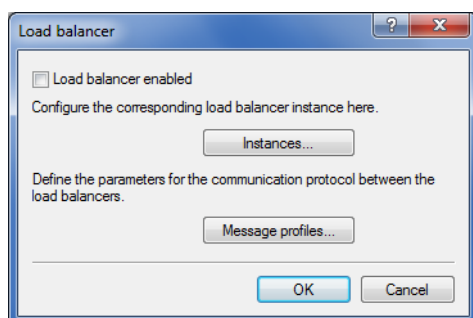 Load balancer
?
Load balancer enabled
Configure the corresponding load balancer instance here.
Instances...
Define the parameters for the communication protocol between the
load balancers.
Message profiles...
OK Cancel